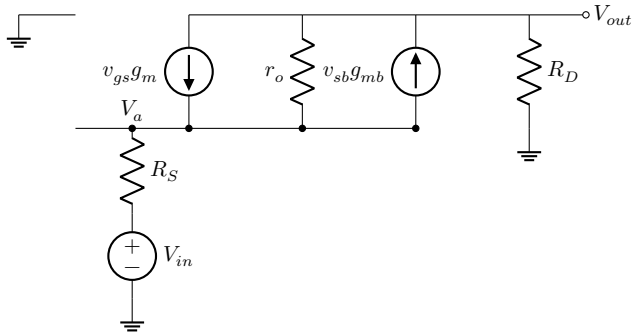 V_out
v_gs g_m
r_o
v_sb g_mb
R_D
V_a
R_S
+
−
V_in